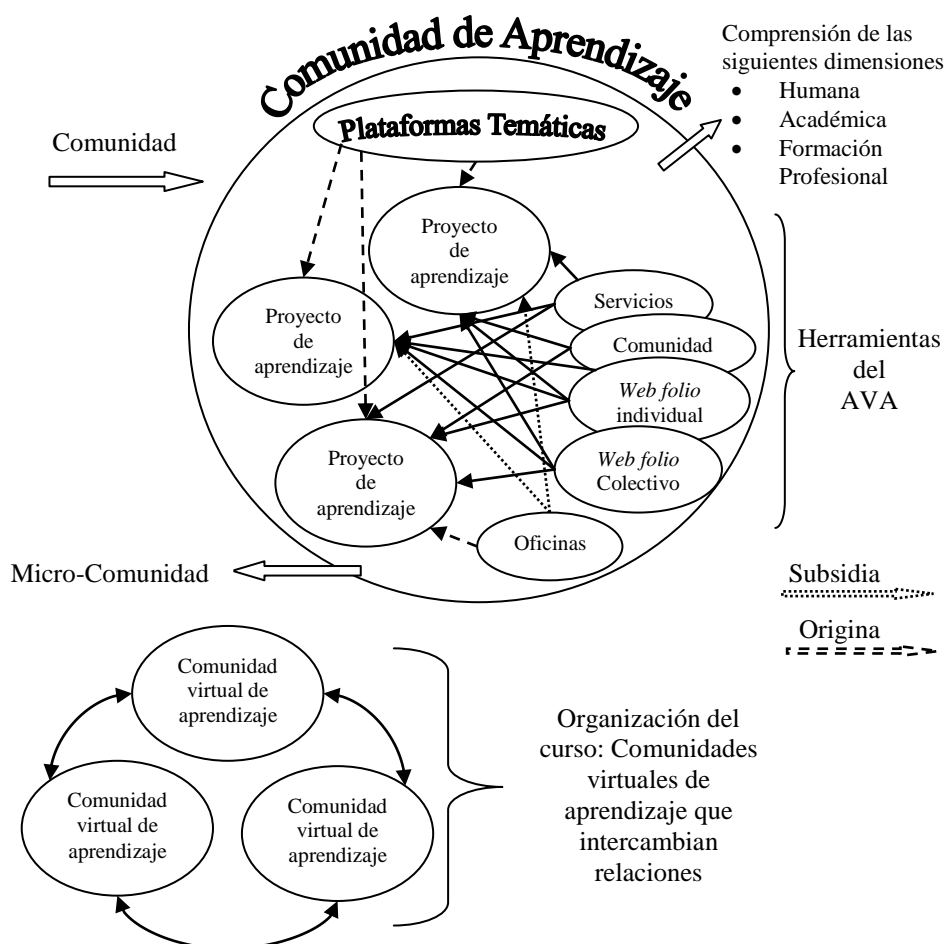 Comunidad de Aprendizaje
Comprensión de las
siguientes dimensiones
• Humana
• Académica
• Formación
Profesional
Comunidad
Plataformas Temáticas
Proyecto
de
aprendizaje
Proyecto
de
aprendizaje
Proyecto
de
aprendizaje
Servicios
Comunidad
Web folio
individual
Web folio
Colectivo
Oficinas
Herramientas
del
AVA
Micro-Comunidad
Subsidia
Origina
Comunidad
virtual de
aprendizaje
Comunidad
virtual de
aprendizaje
Comunidad
virtual de
aprendizaje
Organización del
curso: Comunidades
virtuales de
aprendizaje que
intercambian
relaciones